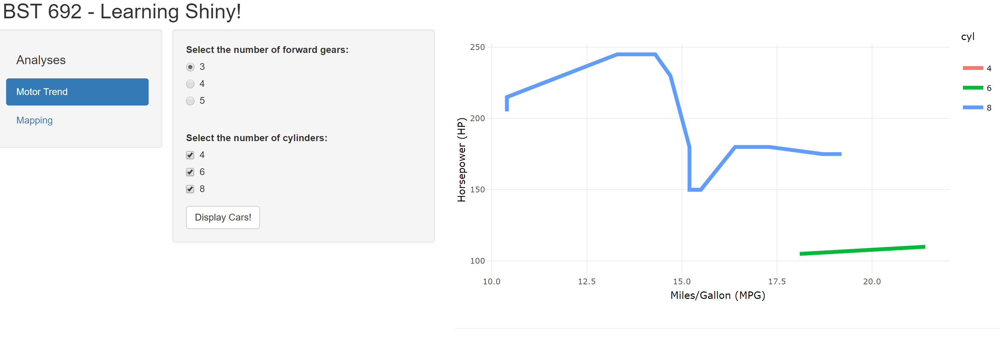 BST 692 - Learning Shiny!
Analyses
Motor Trend
Mapping
Select the number of forward gears:
3
4
5
Select the number of cylinders:
4
6
8
Display Cars!
250
200
150
100
Horsepower (HP)
10.0 12.5 15.0 17.5 20.0
Miles/Gallon (MPG)
cyl
4
6
8